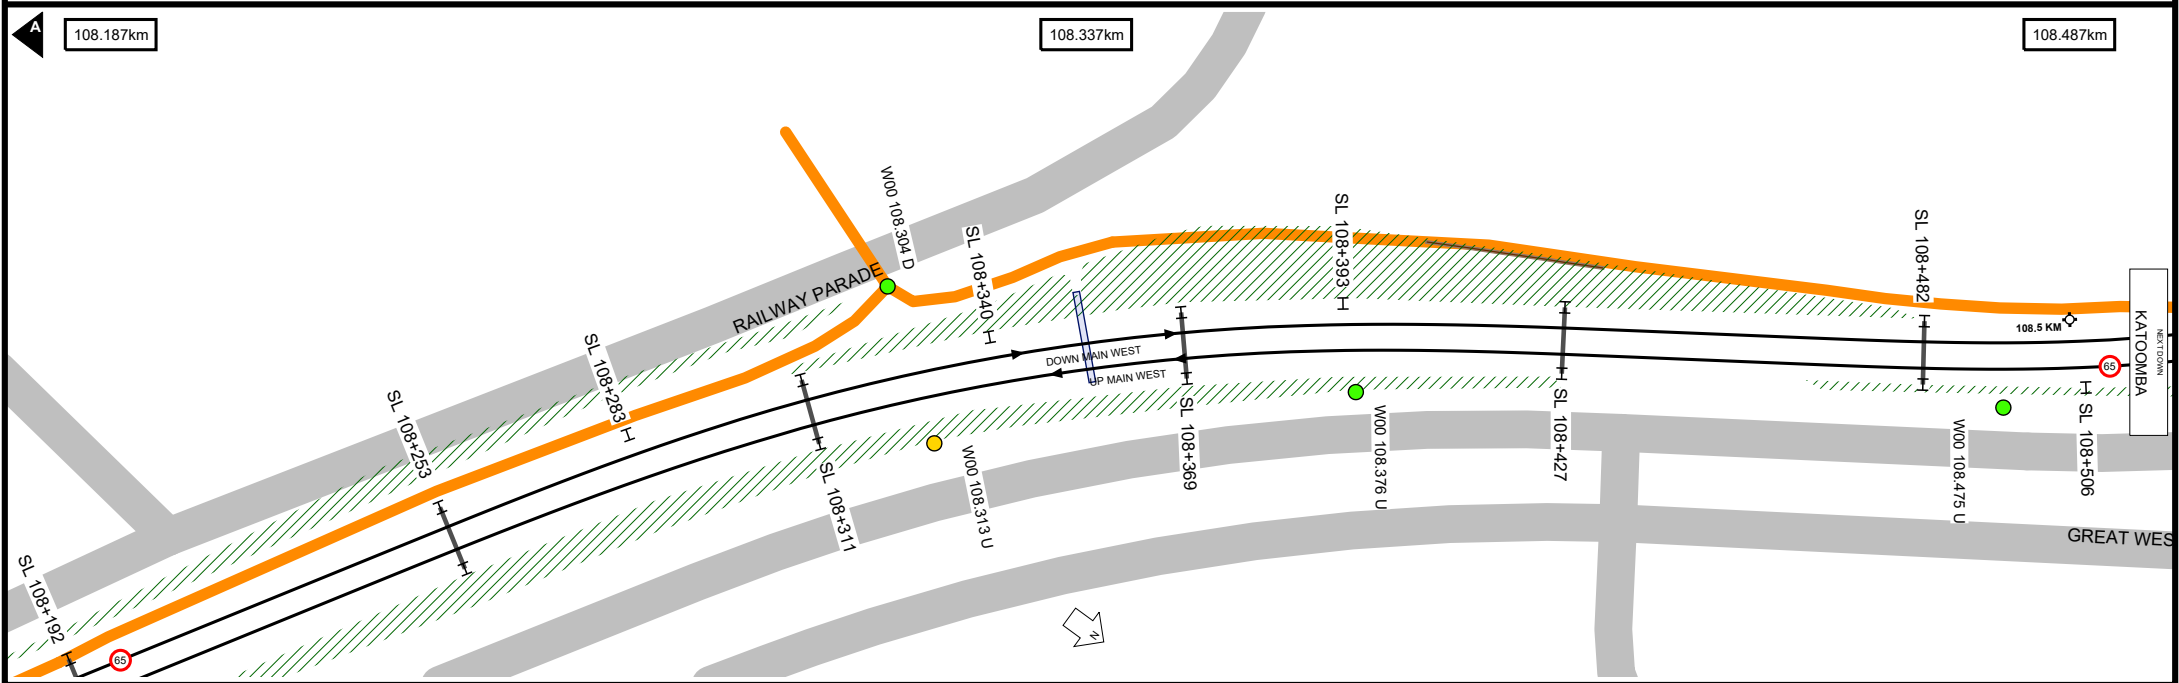 A
108.187km
108.337km
108.487km
W00 108.304 D
SL 108+340
SL 108+393
SL 108+482
RAILWAY PARADE
SL 108+283
SL 108+253
SL 108+192
DOWN MAIN WEST
UP MAIN WEST
108.5 KM
65
KATOOMBA
NEXT DOWN
SL 108+311
W00 108.313 U
SL 108+369
W00 108.376 U
SL 108+427
W00 108.475 U
SL 108+506
GREAT WES
N
65